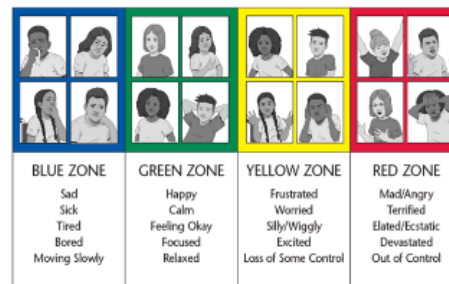 BLUE ZONE
Sad
Sick
Tired
Bored
Moving Slowly
GREEN ZONE
Happy
Calm
Feeling Okay
Focused
Relaxed
YELLOW ZONE
Frustrated
Worried
Silly/Wiggly
Excited
Loss of Some Control
RED ZONE
Mad/Angry
Terrified
Elated/Ecstatic
Devastated
Out of Control